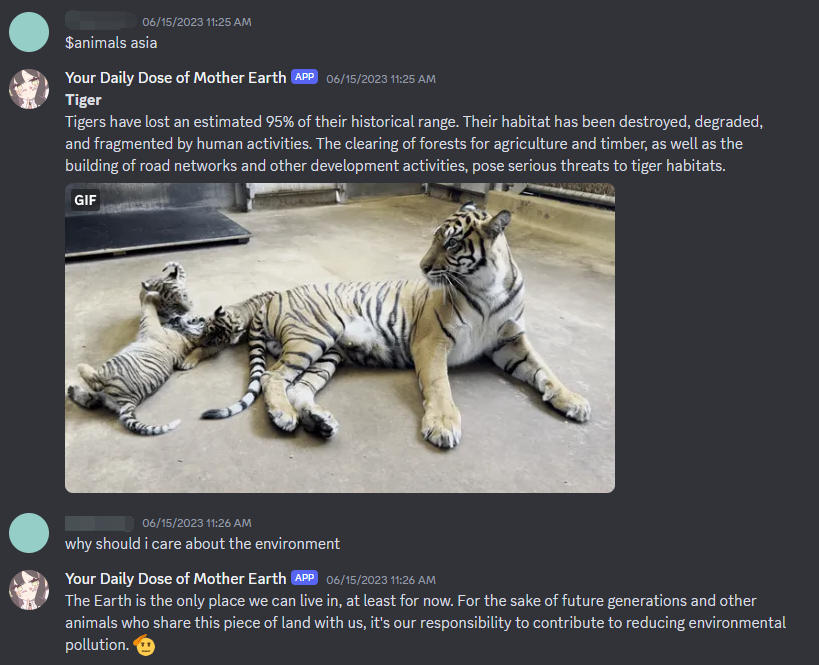 06/15/2023 11:25 AM
$animals asia
Your Daily Dose of Mother Earth APP 06/15/2023 11:25 AM
Tiger
Tigers have lost an estimated 95% of their historical range. Their habitat has been destroyed, degraded,
and fragmented by human activities. The clearing of forests for agriculture and timber, as well as the
building of road networks and other development activities, pose serious threats to tiger habitats.
GIF
06/15/2023 11:26 AM
why should i care about the environment
Your Daily Dose of Mother Earth APP 06/15/2023 11:26 AM
The Earth is the only place we can live in, at least for now. For the sake of future generations and other
animals who share this piece of land with us, it's our responsibility to contribute to reducing environmental
pollution. 🫡